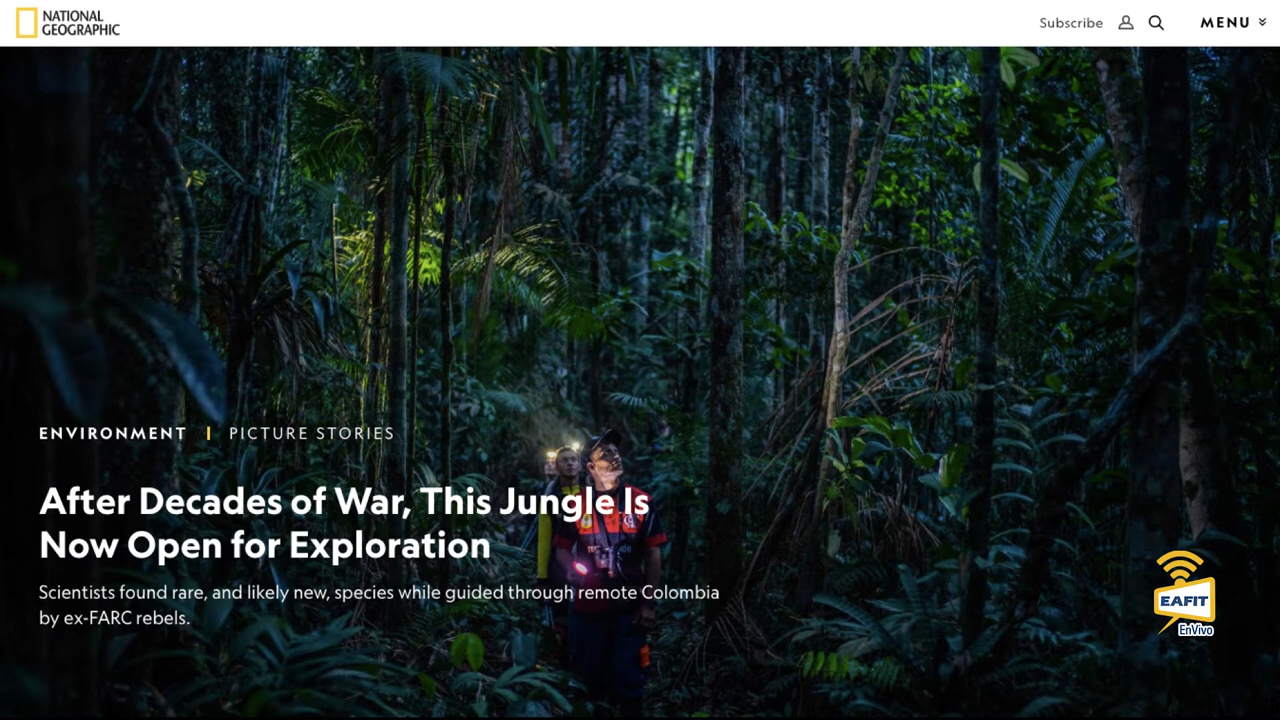 NATIONAL
GEOGRAPHIC
Subscribe
MENU
ENVIRONMENT | PICTURE STORIES
After Decades of War, This Jungle Is
Now Open for Exploration
Scientists found rare, and likely new, species while guided through remote Colombia
by ex-FARC rebels.
EAFIT
EnVivo